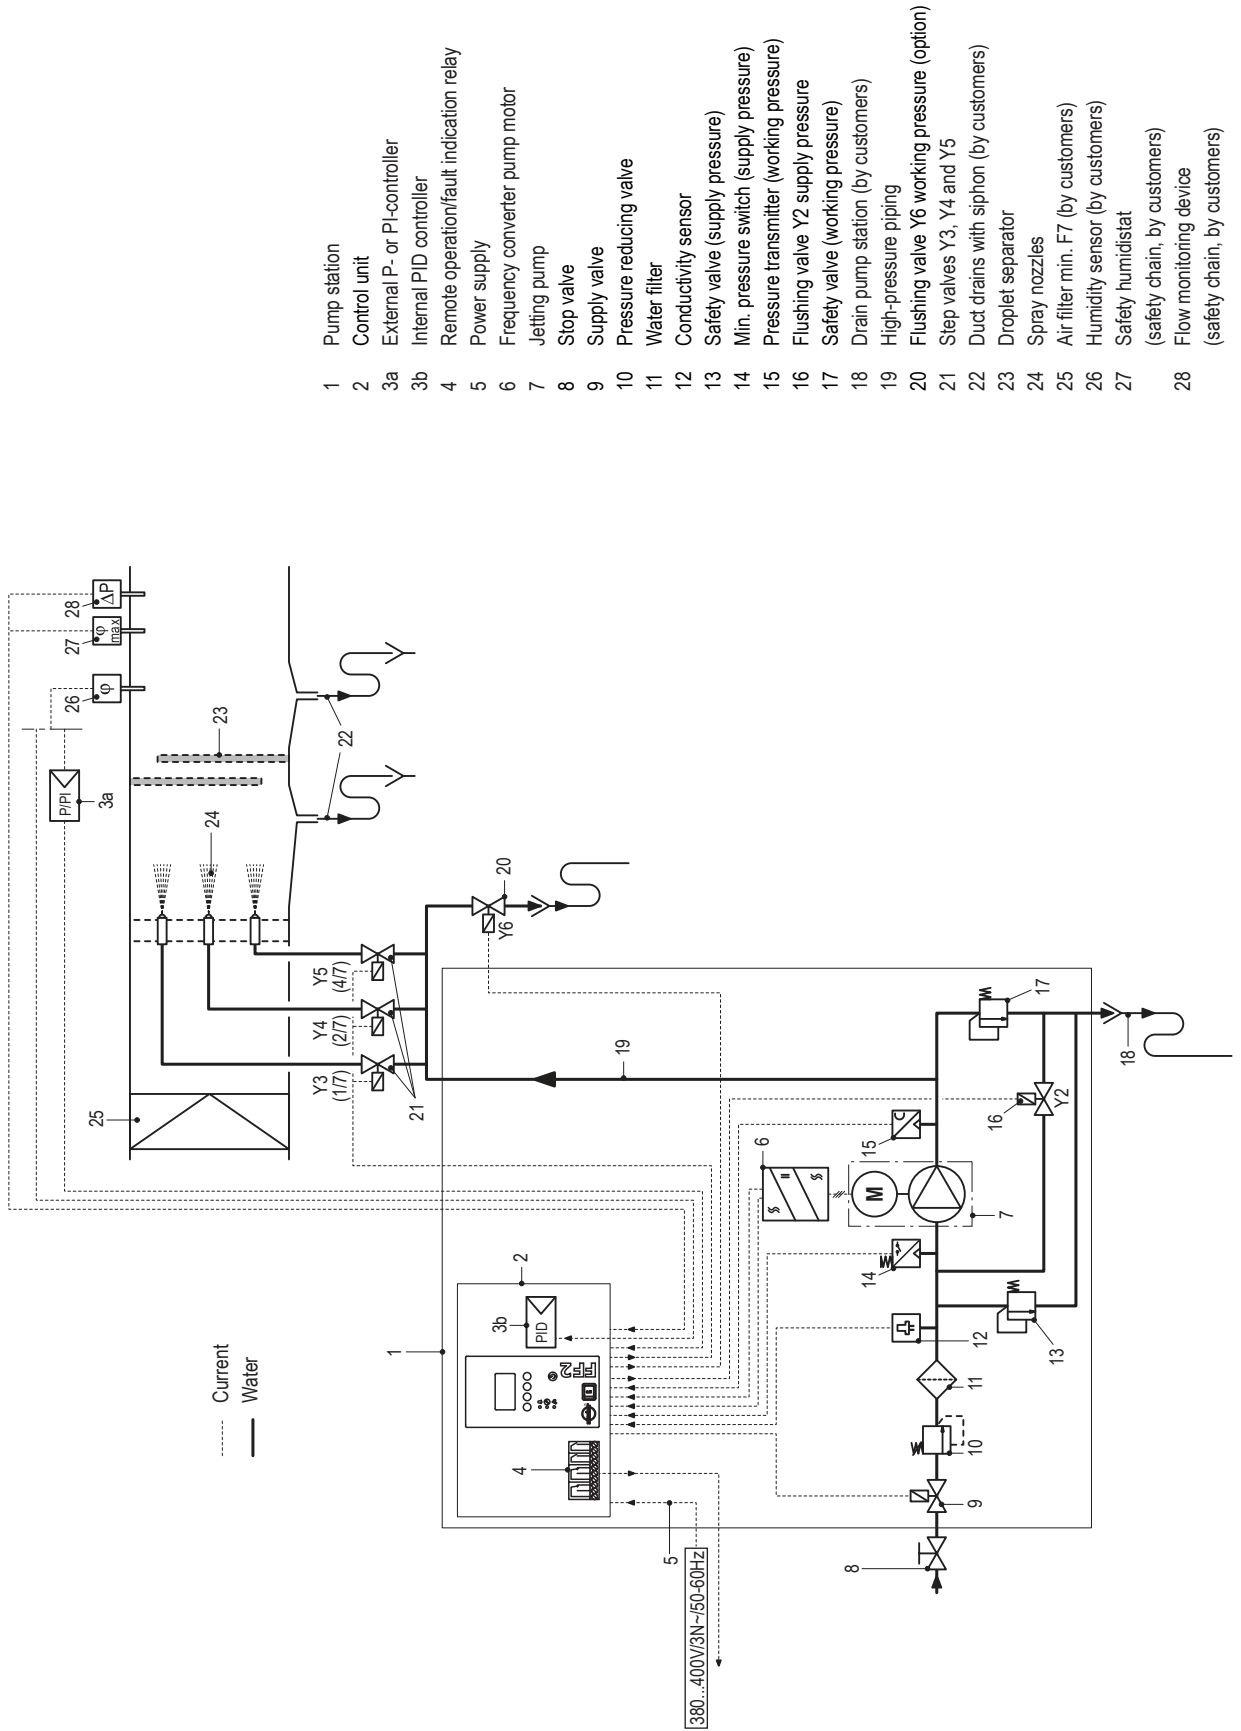 Current
Water
380...400V/3N~/50-60Hz
5
4
FF2
PID
3b
2
1
8
9
10
11
12
13
14
6
M
7
15
16
Y2
17
18
19
Y3
(1/7)
Y4
(2/7)
Y5
(4/7)
21
Y6
20
25
24
P/PI
3a
23
22
26
φ
27
φ
max
28
ΔP
1 Pump station
2 Control unit
3a External P- or PI-controller
3b Internal PID controller
4 Remote operation/fault indication relay
5 Power supply
6 Frequency converter pump motor
7 Jetting pump
8 Stop valve
9 Supply valve
10 Pressure reducing valve
11 Water filter
12 Conductivity sensor
13 Safety valve (supply pressure)
14 Min. pressure switch (supply pressure)
15 Pressure transmitter (working pressure)
16 Flushing valve Y2 supply pressure
17 Safety valve (working pressure)
18 Drain pump station (by customers)
19 High-pressure piping
20 Flushing valve Y6 working pressure (option)
21 Step valves Y3, Y4 and Y5
22 Duct drains with siphon (by customers)
23 Droplet separator
24 Spray nozzles
25 Air filter min. F7 (by customers)
26 Humidity sensor (by customers)
27 Safety humidistat
(safety chain, by customers)
28 Flow monitoring device
(safety chain, by customers)